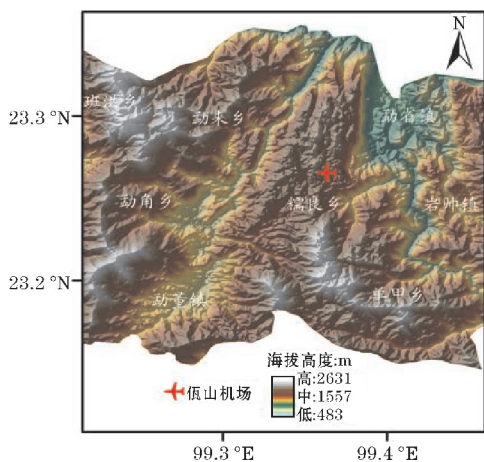 N
班洪乡
23.3 °N
勐来乡
勐省镇
勐角乡
糯良乡
岩帅镇
23.2 °N
勐董镇
单甲乡
海拔高度:m
高:2631
中:1557
低:483
佤山机场
99.3 °E
99.4 °E